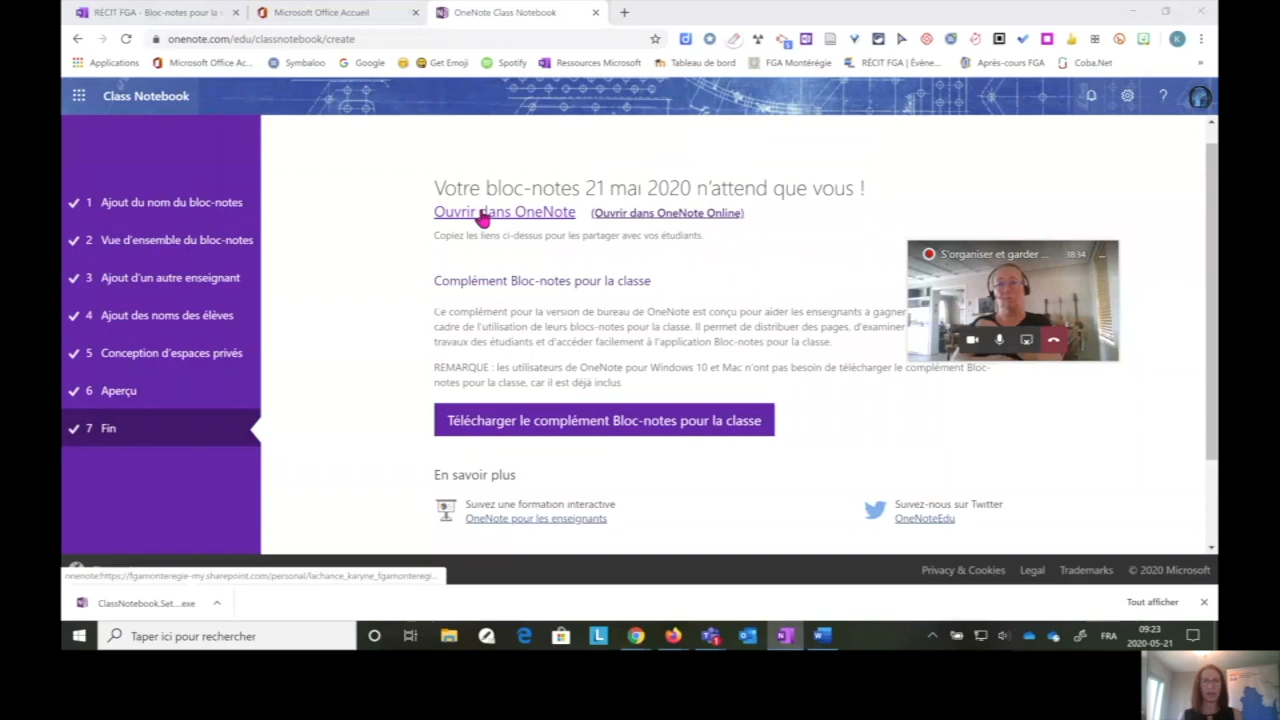 RÉCIT FGA - Bloc-notes pour la
Microsoft Office Accueil
OneNote Class Notebook
onenote.com/edu/classnotebook/create
Applications
Microsoft Office Ac...
Symbaloo
Google
Get Emoji
Spotify
Ressources Microsoft
Tableau de bord
FGA Montérégie
RÉCIT FGA | Évène...
Après-cours FGA
Coba.Net
»
Class Notebook
1 Ajout du nom du bloc-notes
2 Vue d'ensemble du bloc-notes
3 Ajout d'un autre enseignant
4 Ajout des noms des élèves
5 Conception d'espaces privés
6 Aperçu
7 Fin
Votre bloc-notes 21 mai 2020 n'attend que vous !
Ouvrir dans OneNote (Ouvrir dans OneNote Online)
Copiez les liens ci-dessus pour les partager avec vos étudiants.
S'organiser et garder ... 38:34
Complément Bloc-notes pour la classe
Ce complément pour la version de bureau de OneNote est conçu pour aider les enseignants à gagner
cadre de l'utilisation de leurs blocs-notes pour la classe. Il permet de distribuer des pages, d'examiner
travaux des étudiants et d'accéder facilement à l'application Bloc-notes pour la classe.
REMARQUE : les utilisateurs de OneNote pour Windows 10 et Mac n'ont pas besoin de télécharger le complément Bloc-
notes pour la classe, car il est déjà inclus
Télécharger le complément Bloc-notes pour la classe
En savoir plus
Suivez une formation interactive
OneNote pour les enseignants
Suivez-nous sur Twitter
OneNoteEdu
onenote:https://fgamonteregie-my.sharepoint.com/personal/lachance_karyne_fgamonteregi...
Privacy & Cookies
Legal
Trademarks
© 2020 Microsoft
ClassNotebook.Set....exe
Tout afficher
Taper ici pour rechercher
FRA
09:23
2020-05-21